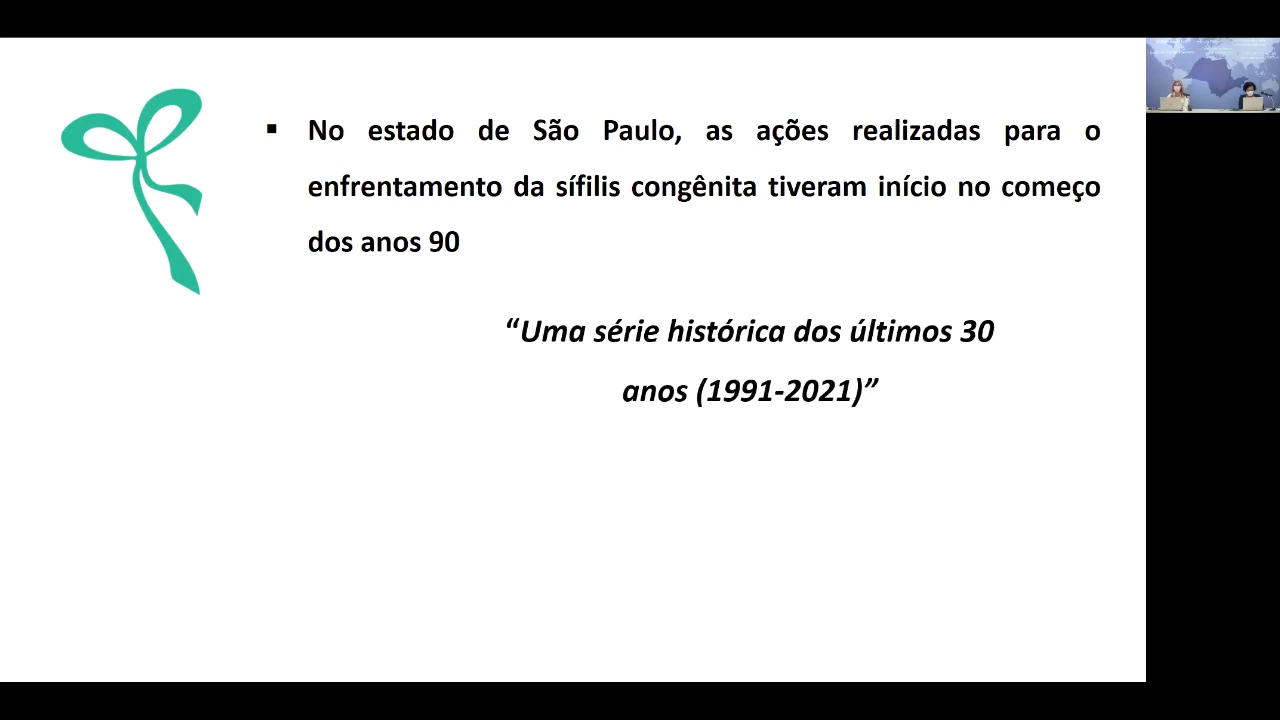 ▪ No estado de São Paulo, as ações realizadas para o
enfrentamento da sífilis congênita tiveram início no começo
dos anos 90
“Uma série histórica dos últimos 30
anos (1991-2021)”